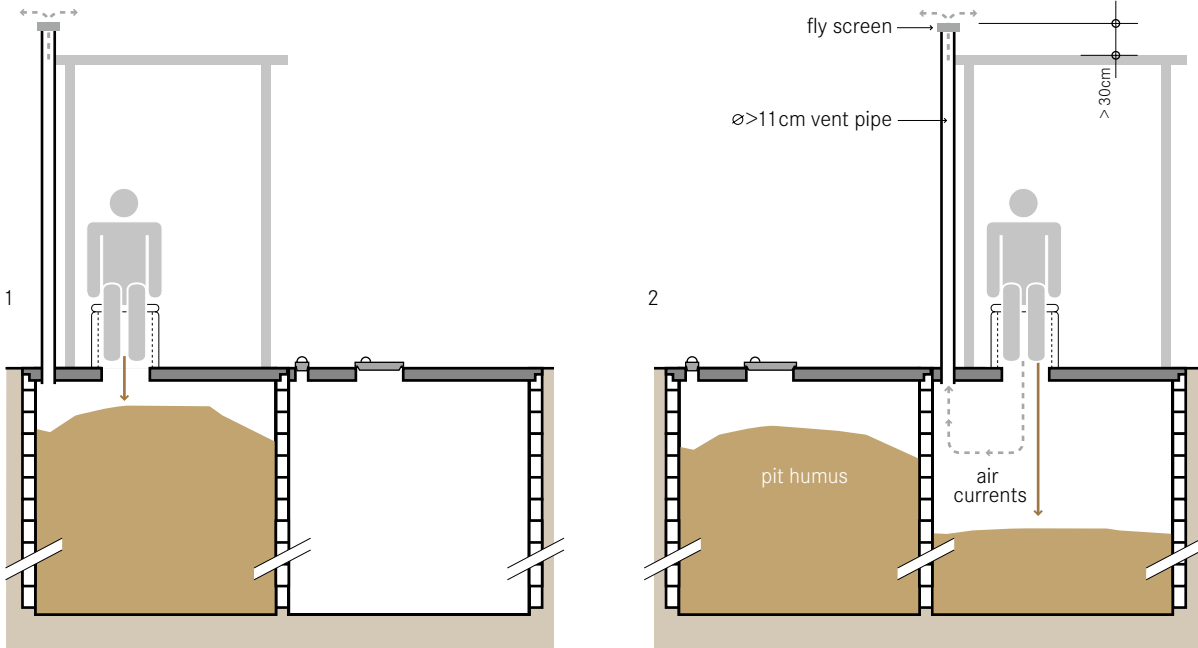 1
2
fly screen
⌀>11cm vent pipe
> 30cm
pit humus
air
currents